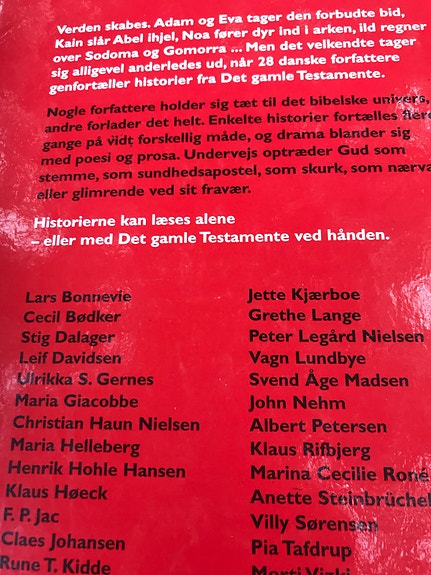 Verden skabes. Adam og Eva tager den forbudte bid,
Kain slår Abel ihjel, Noa fører dyr ind i arken, ild regner
over Sodoma og Gomorra ... Men det velkendte tager
sig alligevel anderledes ud, når 28 danske forfattere
genfortæller historier fra Det gamle Testamente.
Nogle forfattere holder sig tæt til det bibelske univers,
andre forlader det helt. Enkelte historier fortælles flere
gange på vidt forskellig måde, og drama blander sig
med poesi og prosa. Undervejs optræder Gud som
stemme, som sundhedsapostel, som skurk, som
eller glimrende ved sit fravær.
Historierne kan læses alene
– eller med Det gamle Testamente ved hånden.
Lars Bonnevie
Cecil Bødker
Stig Dalager
Leif Davidsen
Ulrikka S. Gernes
Maria Giacobbe
Christian Haun Nielsen
Maria Helleberg
Henrik Hohle Hansen
Klaus Høeck
F. P. Jac
Claes Johansen
Rune T. Kidde
Jette Kjærboe
Grethe Lange
Peter Legård Nielsen
Vagn Lundbye
Svend Åge Madsen
John Nehm
Albert Petersen
Klaus Rifbjerg
Marina Cecilie Roné
Anette Steinbrüchel
Villy Sørensen
Pia Tafdrup